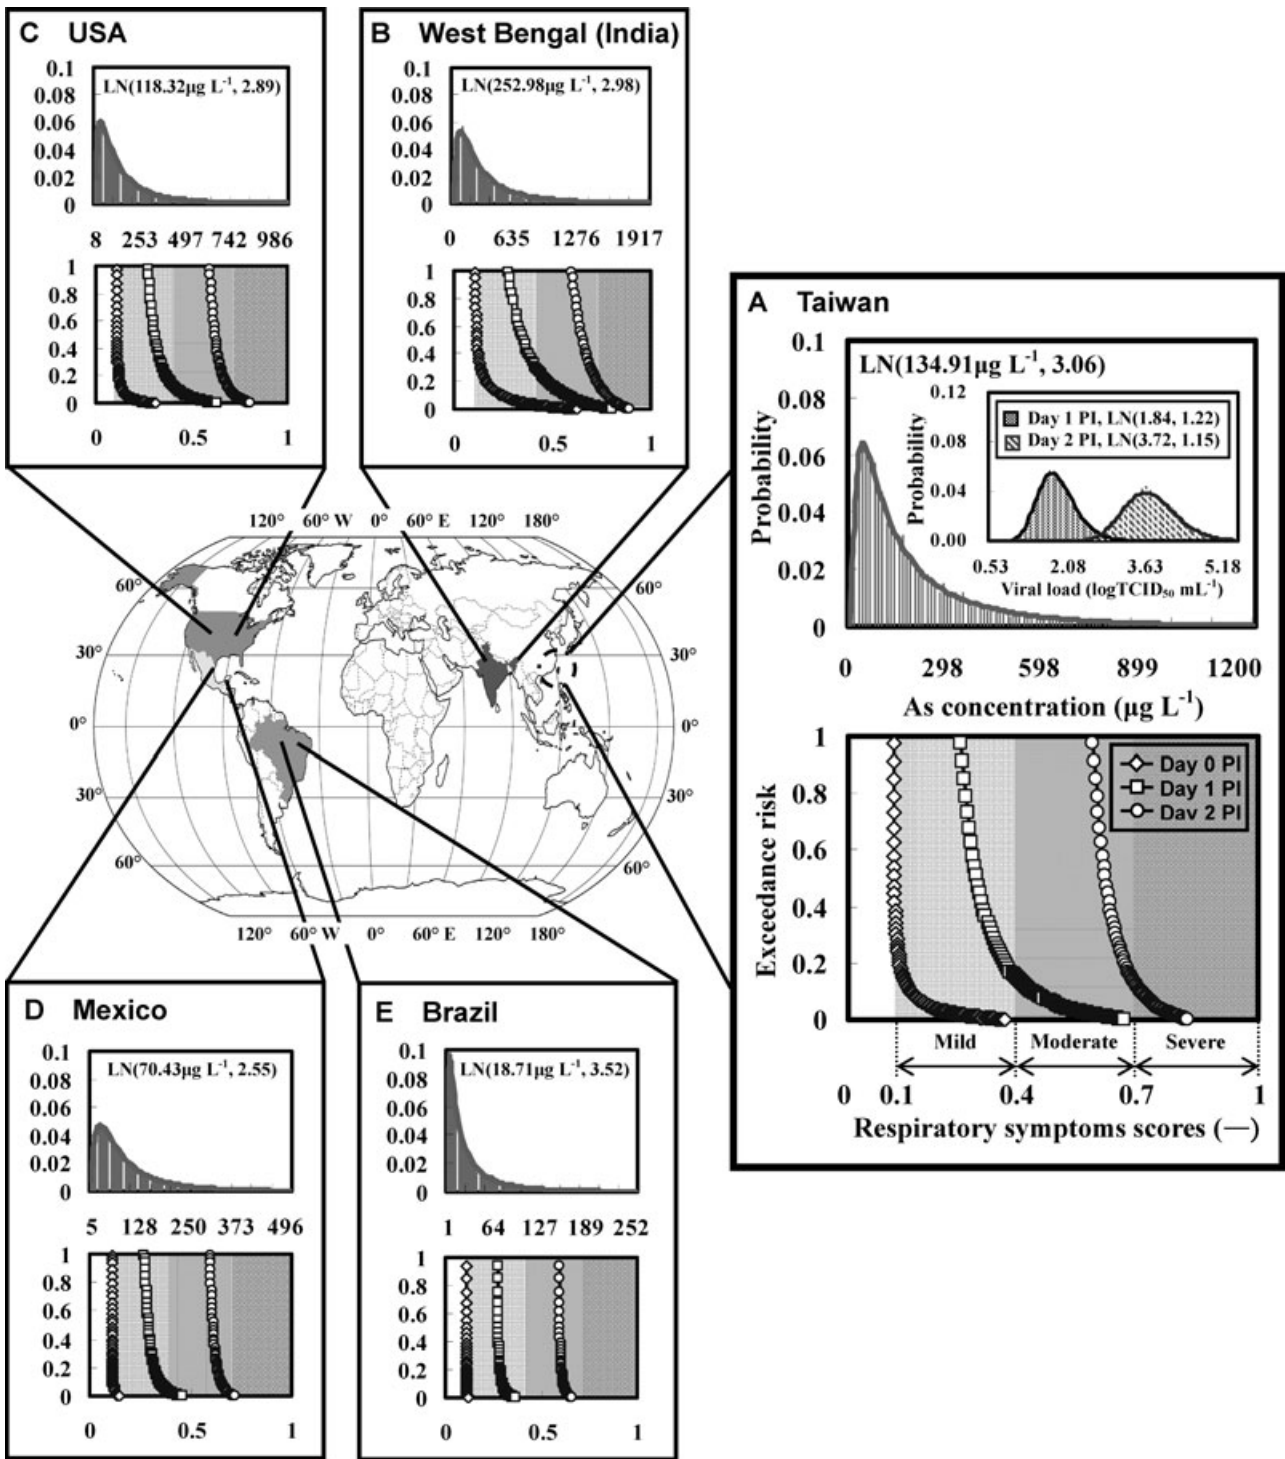 C USA
0.1
0.08
0.06
0.04
0.02
0
LN(118.32µg L⁻¹, 2.89)
8 253 497 742 986
1
0.8
0.6
0.4
0.2
0
0 0.5 1
B West Bengal (India)
0.1
0.08
0.06
0.04
0.02
0
LN(252.98µg L⁻¹, 2.98)
0 635 1276 1917
1
0.8
0.6
0.4
0.2
0
0 0.5 1
A Taiwan
0.1
0.08
0.06
0.04
0.02
0
Probability
LN(134.91µg L⁻¹, 3.06)
0.12
0.08
0.04
0.00
Probability
Day 1 PI, LN(1.84, 1.22)
Day 2 PI, LN(3.72, 1.15)
0.53 2.08 3.63 5.18
Viral load (logTCID₅₀ mL⁻¹)
0 298 598 899 1200
As concentration (µg L⁻¹)
1
0.8
0.6
0.4
0.2
0
Exceedance risk
Day 0 PI
Day 1 PI
Dav 2 PI
Mild Moderate Severe
0 0.1 0.4 0.7 1
Respiratory symptoms scores (—)
120° 60° W 0° 60° E 120° 180°
60° 60°
30° 30°
0° 0°
30° 30°
60° 60°
120° 60° W 0° 60° E 120° 180°
D Mexico
0.1
0.08
0.06
0.04
0.02
0
LN(70.43µg L⁻¹, 2.55)
5 128 250 373 496
1
0.8
0.6
0.4
0.2
0
0 0.5 1
E Brazil
0.1
0.08
0.06
0.04
0.02
0
LN(18.71µg L⁻¹, 3.52)
1 64 127 189 252
1
0.8
0.6
0.4
0.2
0
0 0.5 1